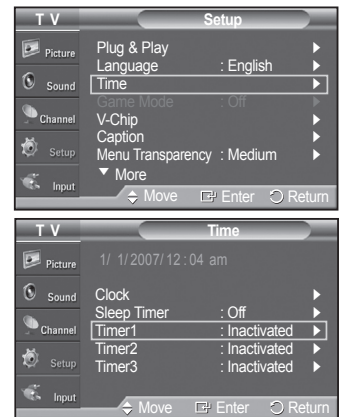 T V Setup
Picture
Sound
Channel
Setup
Input
Plug & Play
Language : English
Time
Game Mode : Off
V-Chip
Caption
Menu Transparency : Medium
▼ More
Move Enter Return
T V Time
Picture
Sound
Channel
Setup
Input
1/ 1/2007/12:04 am
Clock
Sleep Timer : Off
Timer1 : Inactivated
Timer2 : Inactivated
Timer3 : Inactivated
Move Enter Return